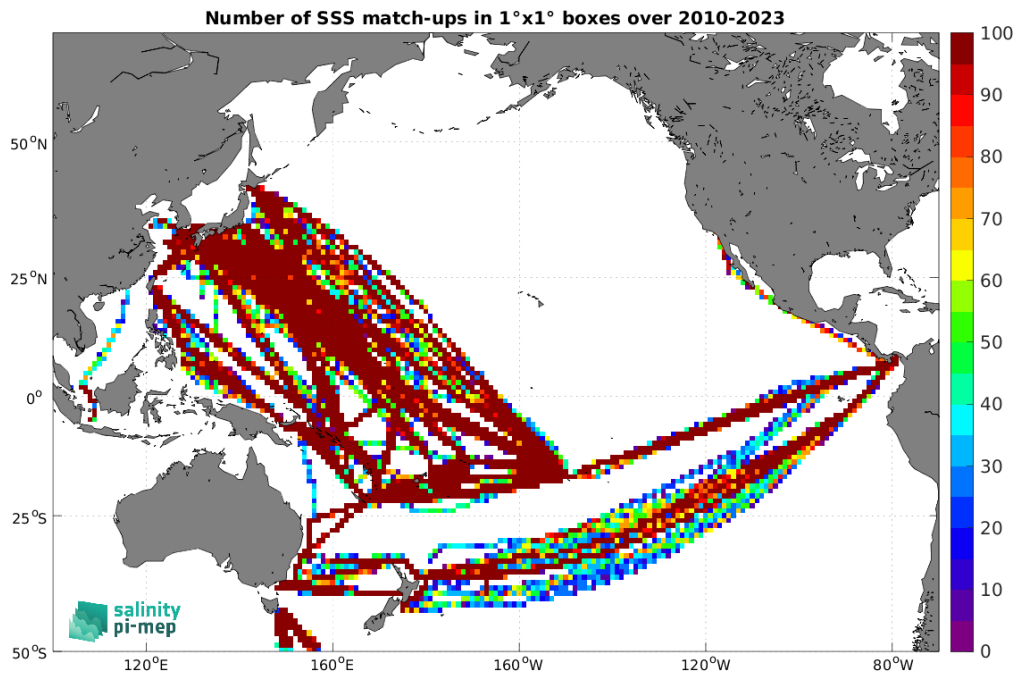 Number of SSS match-ups in 1°x1° boxes over 2010-2023
100
90
80
70
60
50
40
30
20
10
0
50°N
25°N
0°
25°S
50°S
salinity
pi-mep
120°E
160°E
160°W
120°W
80°W